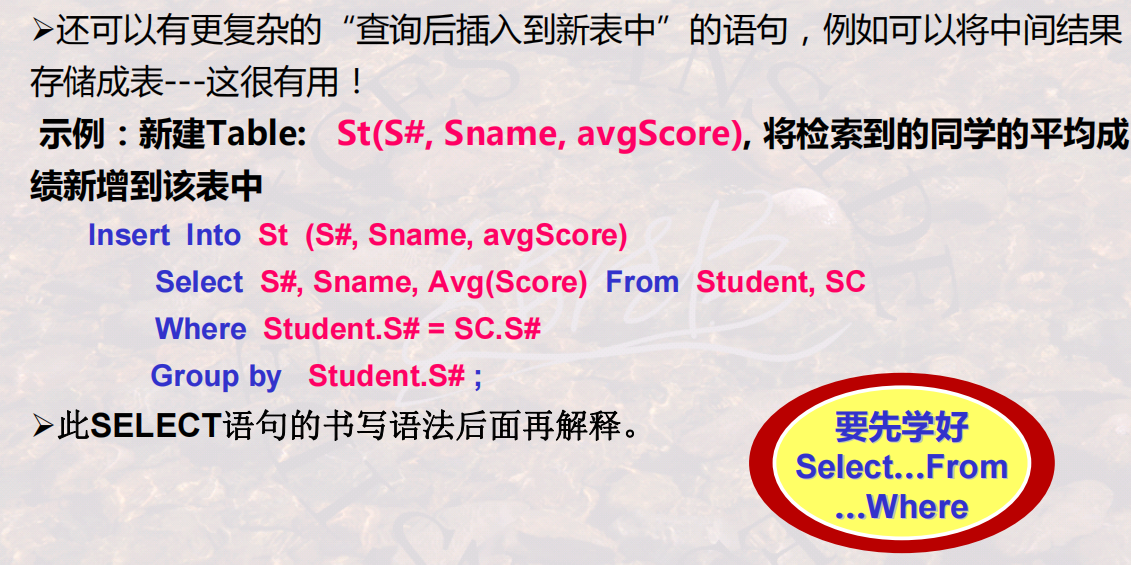 ➢还可以有更复杂的“查询后插入到新表中”的语句，例如可以将中间结果
存储成表---这很有用！
示例：新建Table: St(S#, Sname, avgScore), 将检索到的同学的平均成
绩新增到该表中
Insert Into St (S#, Sname, avgScore)
Select S#, Sname, Avg(Score) From Student, SC
Where Student.S# = SC.S#
Group by Student.S# ;
➢此SELECT语句的书写语法后面再解释。
要先学好
Select…From
…Where